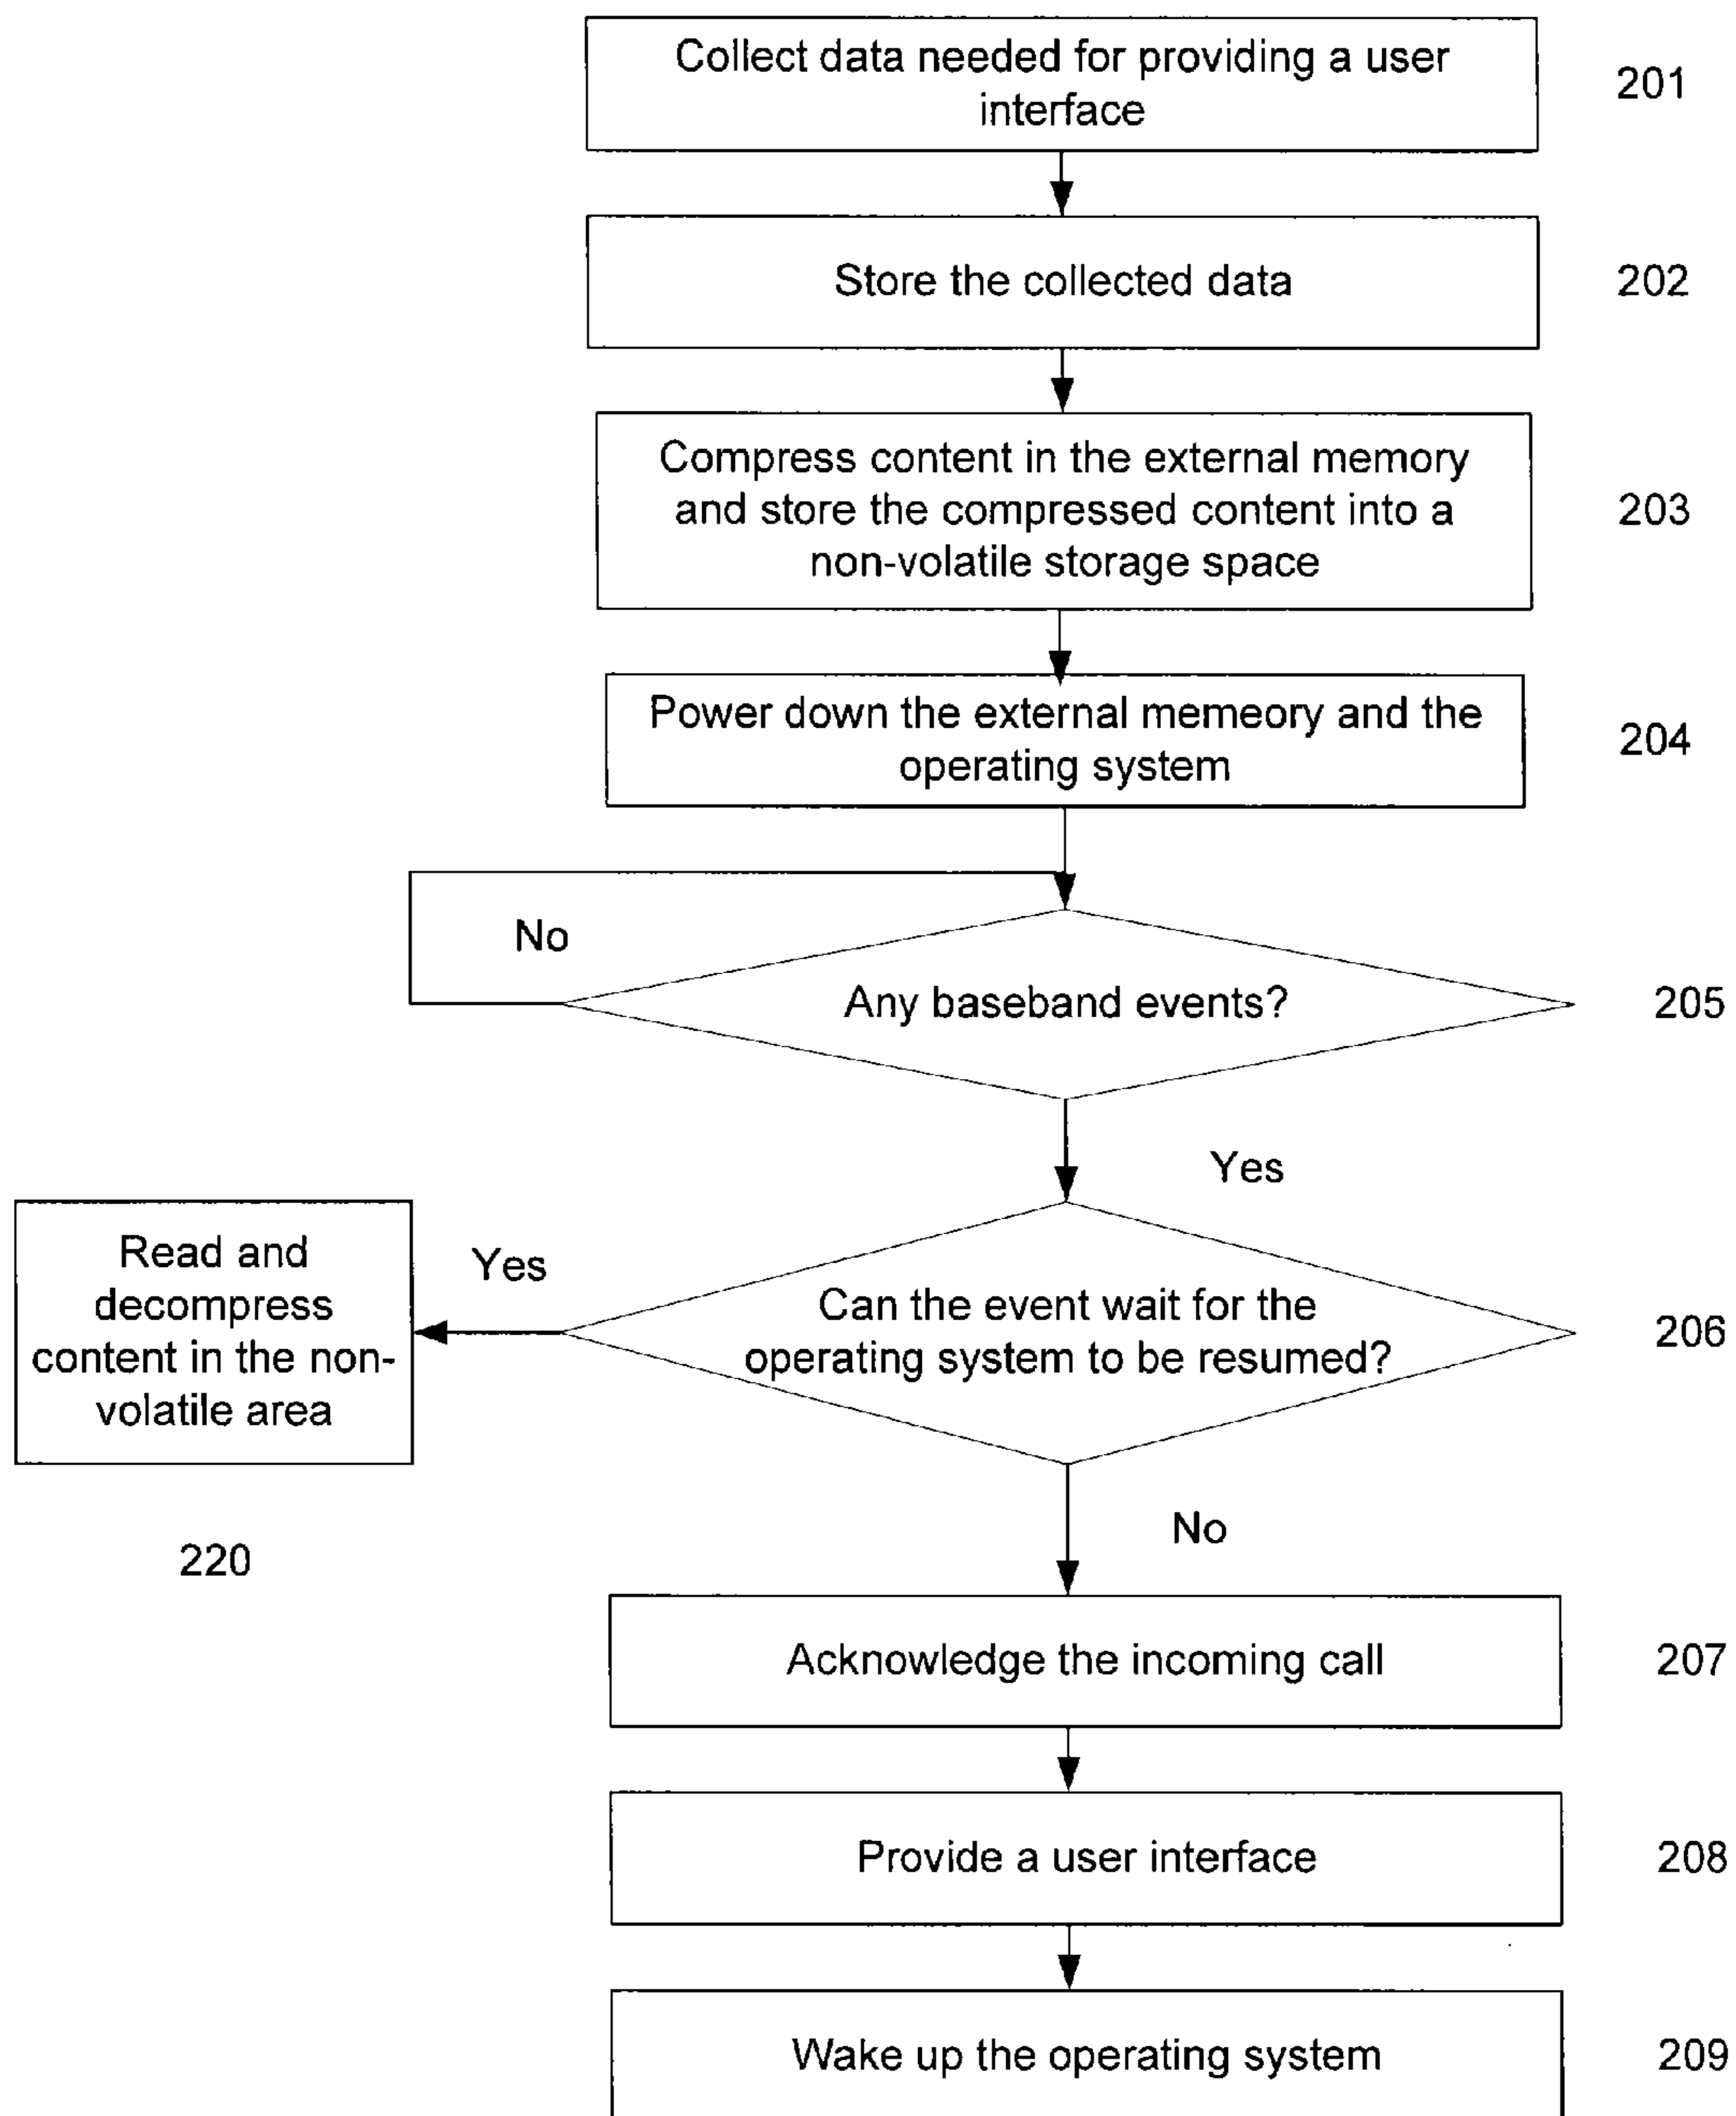 Collect data needed for providing a user
interface
201
Store the collected data
202
Compress content in the external memory
and store the compressed content into a
non-volatile storage space
203
Power down the external memeory and the
operating system
204
No
Any baseband events?
205
Yes
Read and
decompress
content in the non-
volatile area
220
Yes
Can the event wait for the
operating system to be resumed?
206
No
Acknowledge the incoming call
207
Provide a user interface
208
Wake up the operating system
209